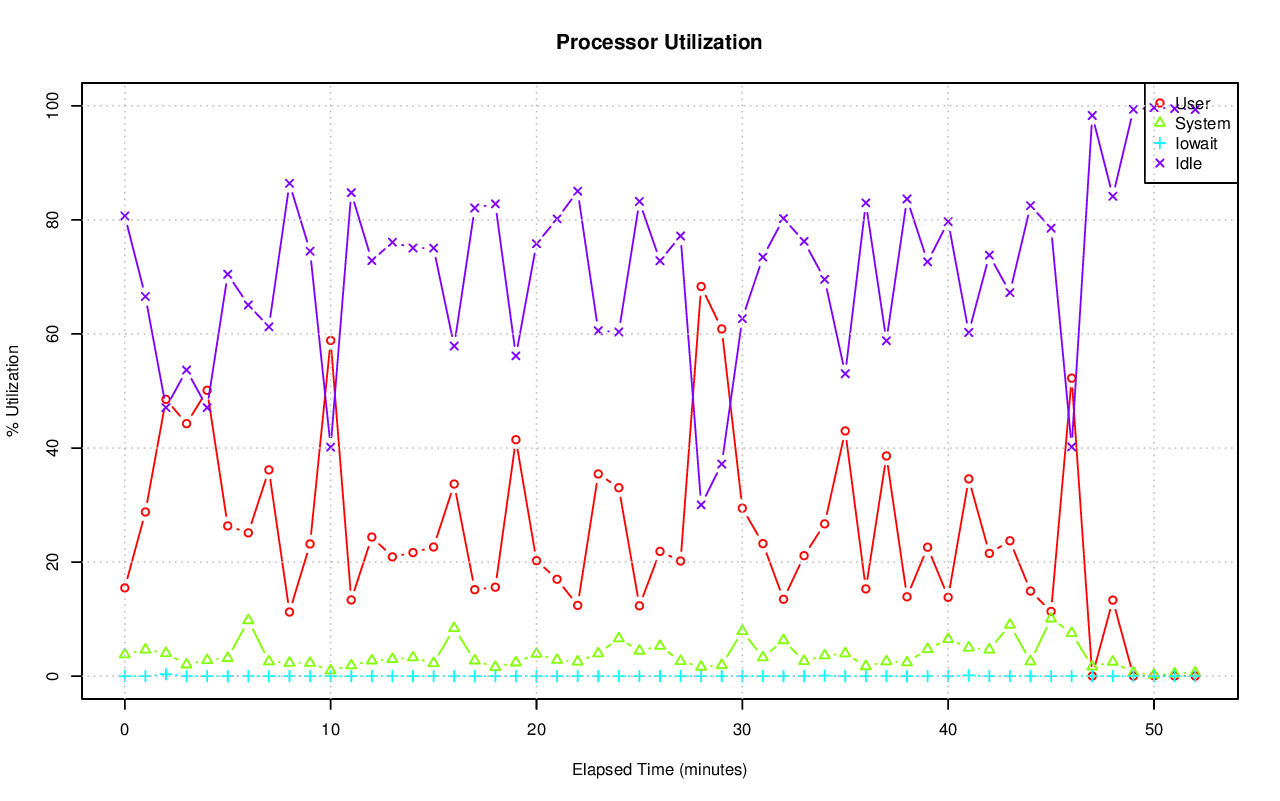 Processor Utilization
% Utilization
100
80
60
40
20
0
User
System
Iowait
Idle
0 10 20 30 40 50
Elapsed Time (minutes)